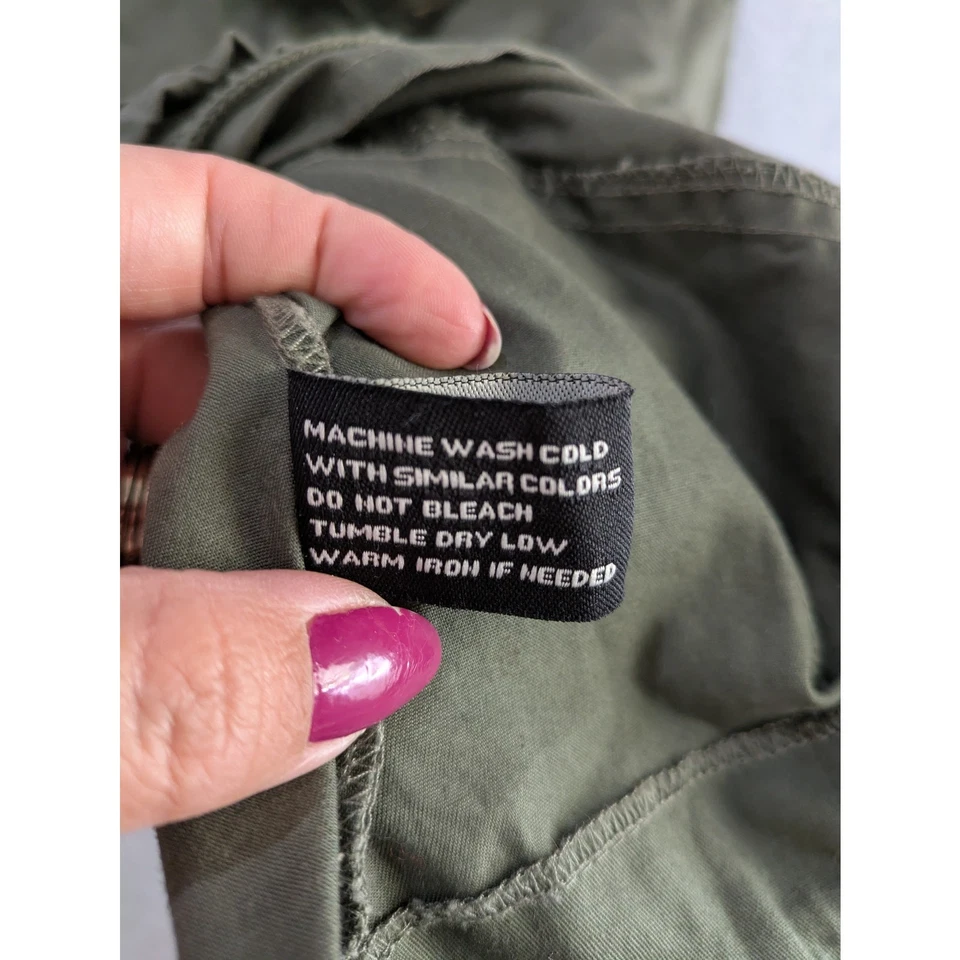 MACHINE WASH COLD
WITH SIMILAR COLORS
DO NOT BLEACH
TUMBLE DRY LOW
WARM IRON IF NEEDED